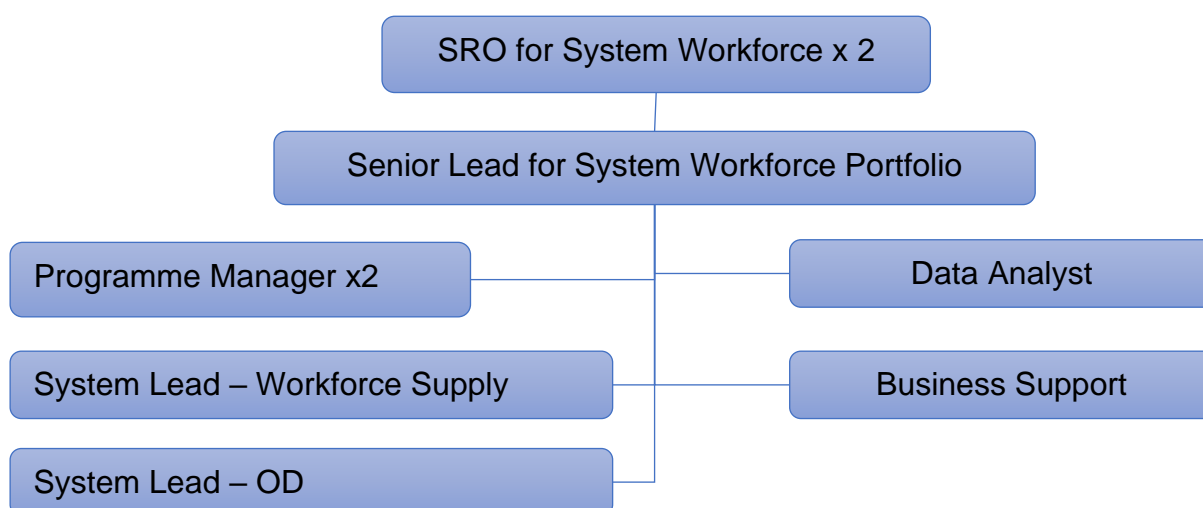 SRO for System Workforce x 2
Senior Lead for System Workforce Portfolio
Programme Manager x2
Data Analyst
System Lead – Workforce Supply
Business Support
System Lead – OD